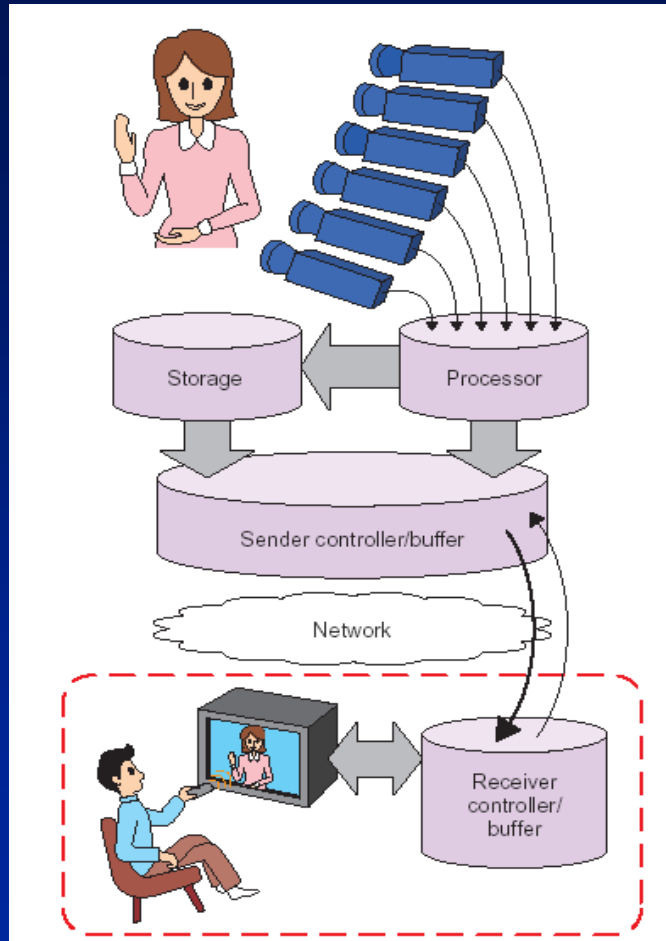 Storage
Processor
Sender controller/buffer
Network
Receiver
controller/
buffer